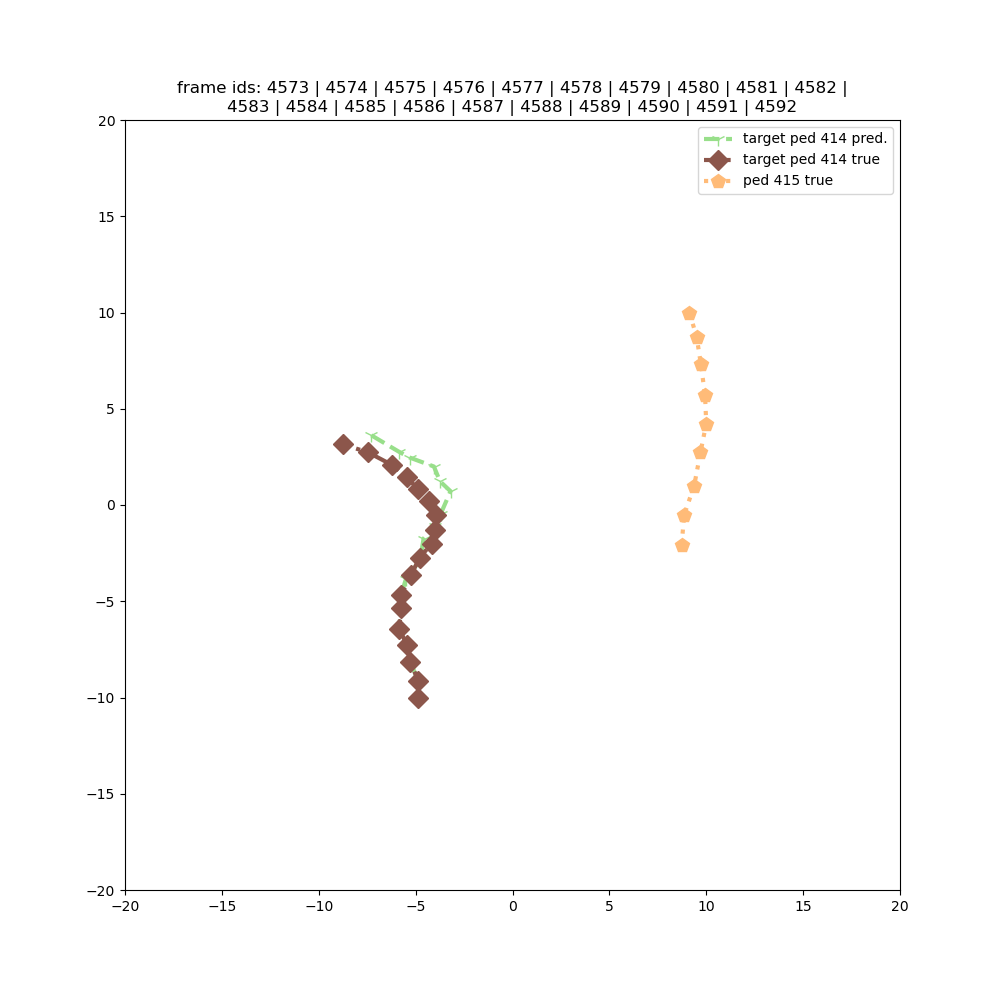 frame ids: 4573 | 4574 | 4575 | 4576 | 4577 | 4578 | 4579 | 4580 | 4581 | 4582 |
4583 | 4584 | 4585 | 4586 | 4587 | 4588 | 4589 | 4590 | 4591 | 4592
target ped 414 pred.
target ped 414 true
ped 415 true
20
15
10
5
0
−5
−10
−15
−20
−20 −15 −10 −5 0 5 10 15 20